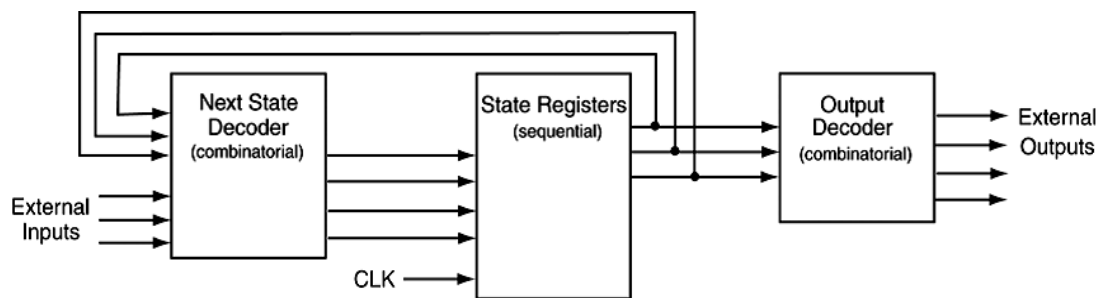 Next State
Decoder
(combinatorial)
State Registers
(sequential)
Output
Decoder
(combinatorial)
External
Outputs
External
Inputs
CLK